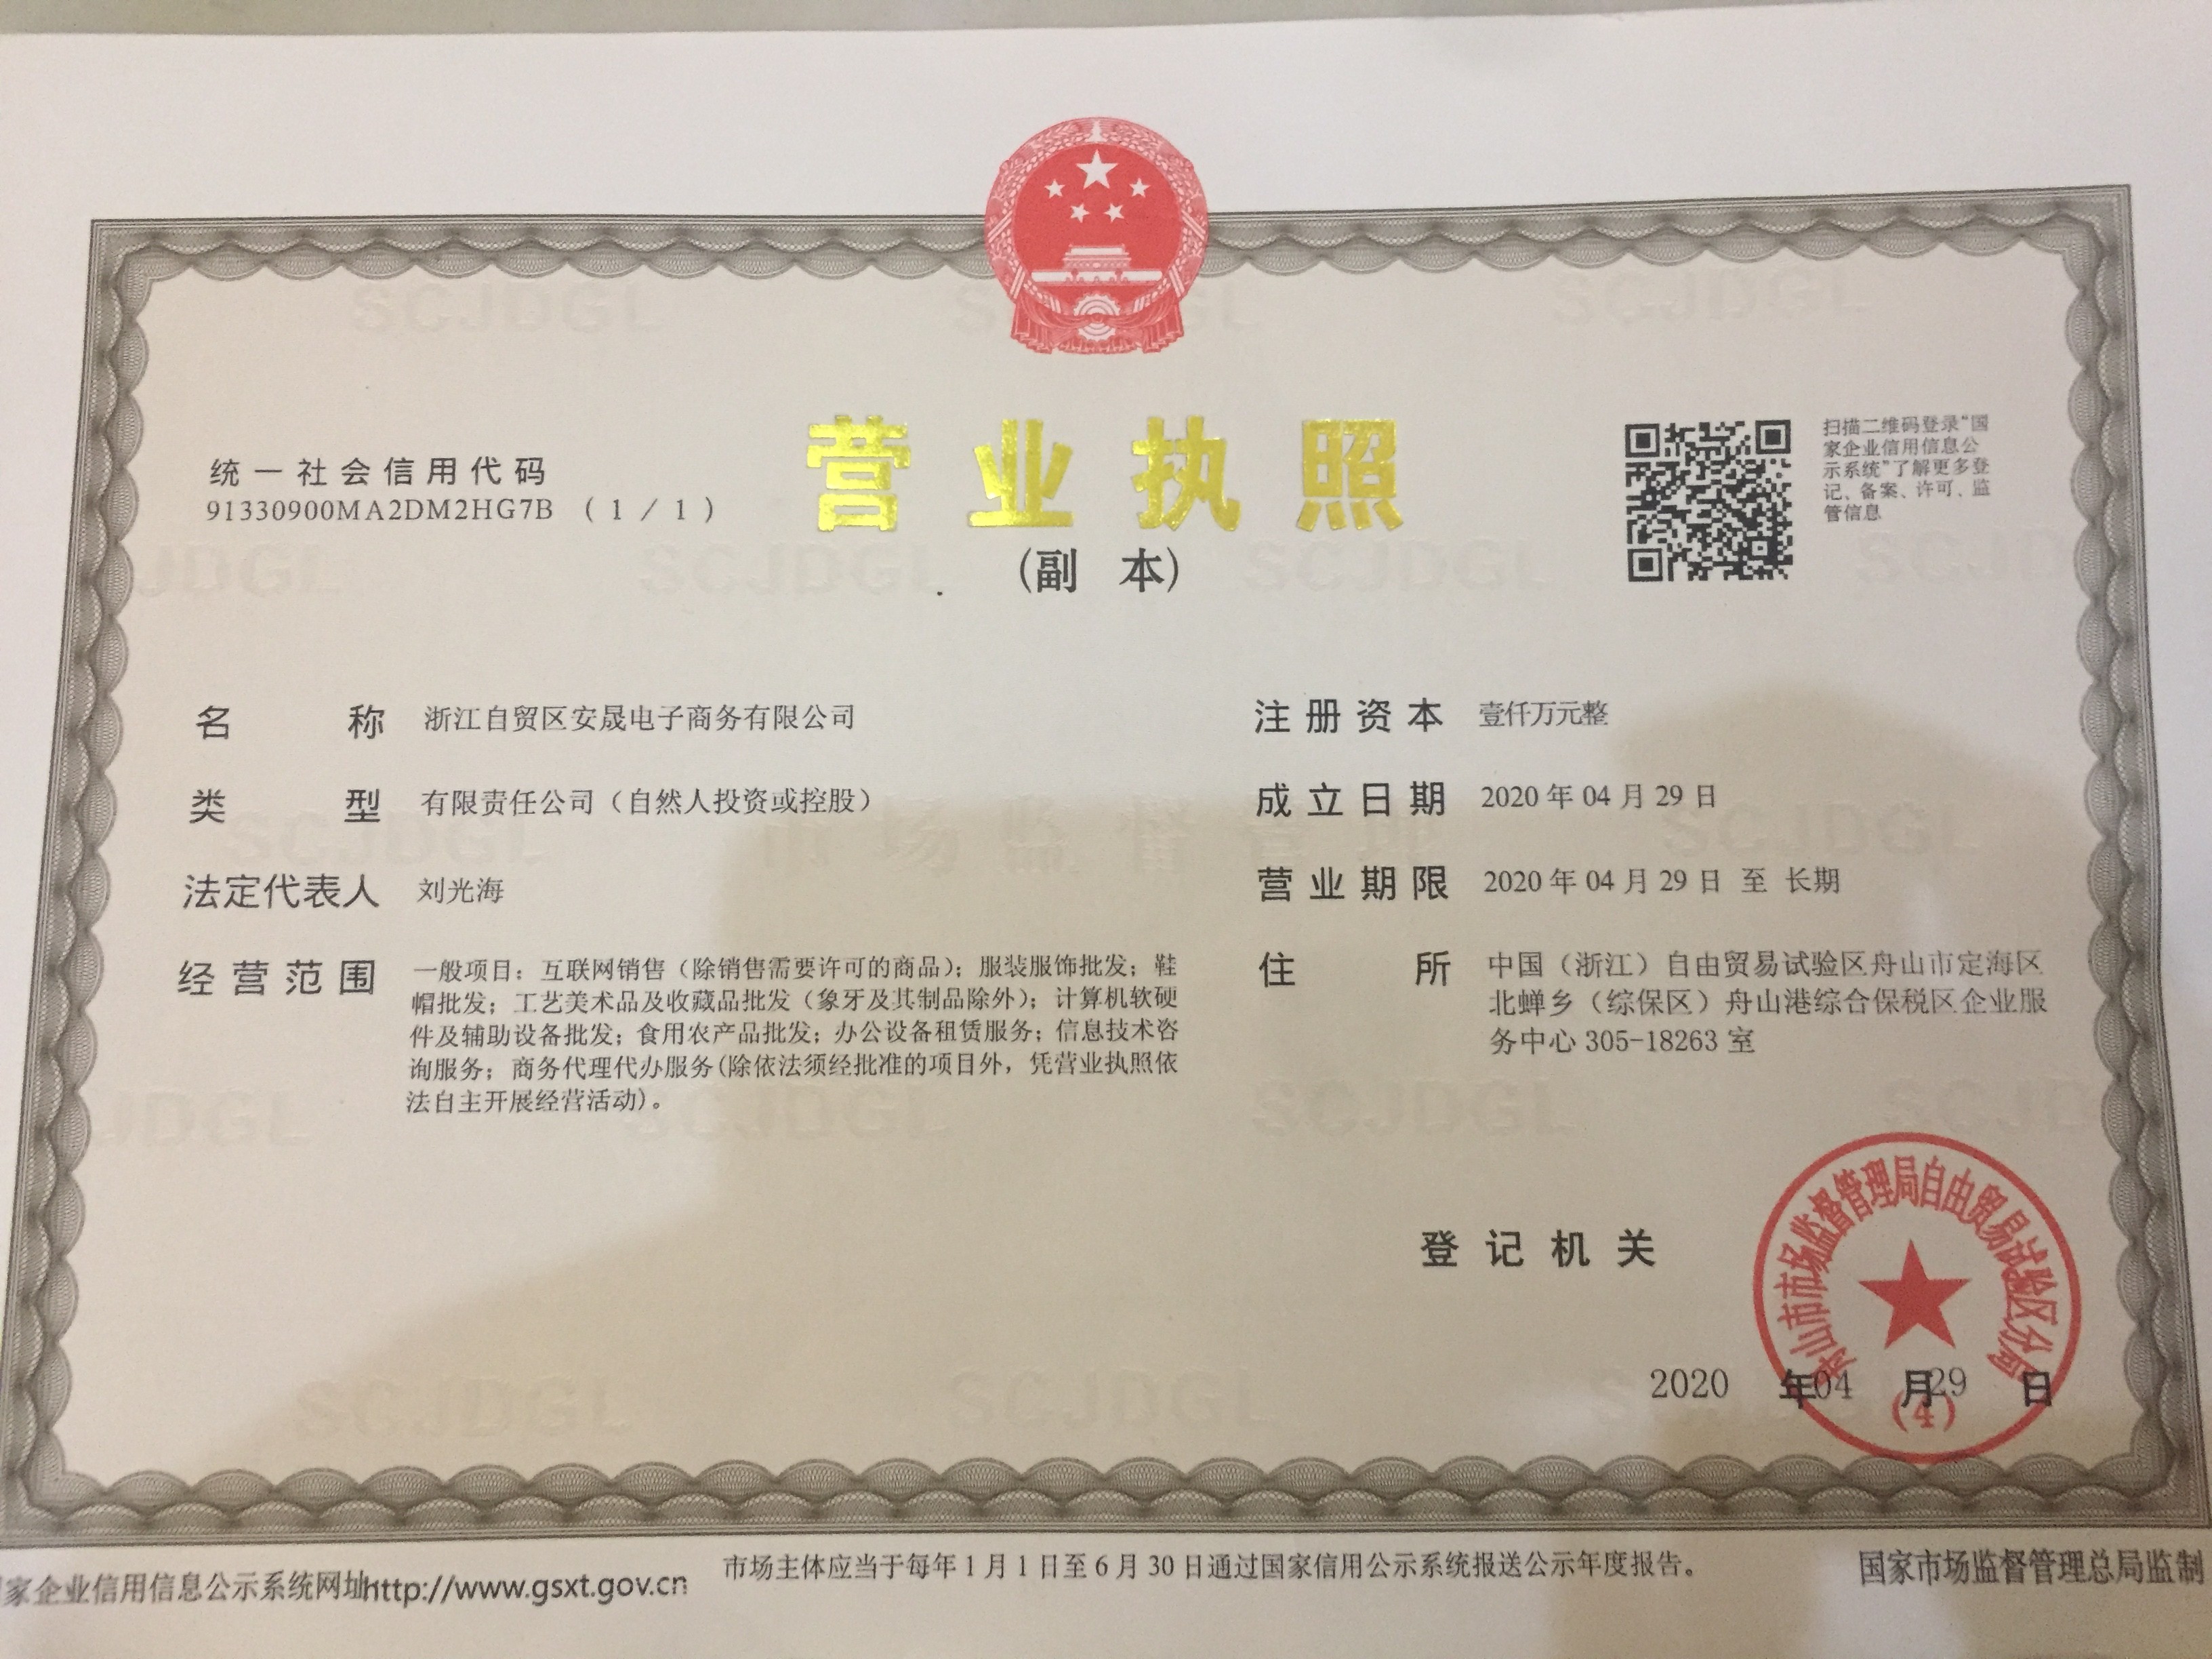 统一社会信用代码
91330900MA2DM2HG7B (1/1)
营业执照
(副 本)
扫描二维码登录“国
家企业信用信息公
示系统”了解更多登
记、备案、许可、监
管信息
名 称 浙江自贸区安晟电子商务有限公司
类 型 有限责任公司（自然人投资或控股）
法定代表人 刘光海
经营范围 一般项目：互联网销售（除销售需要许可的商品）；服装服饰批发；鞋
帽批发；工艺美术品及收藏品批发（象牙及其制品除外）；计算机软硬
件及辅助设备批发；食用农产品批发；办公设备租赁服务；信息技术咨
询服务；商务代理代办服务(除依法须经批准的项目外，凭营业执照依
法自主开展经营活动)。
注册资本 壹仟万元整
成立日期 2020年04月29日
营业期限 2020年04月29日 至 长期
住 所 中国（浙江）自由贸易试验区舟山市定海区
北蝉乡（综保区）舟山港综合保税区企业服
务中心305-18263室
登记机关
舟山市市场监督管理局自由贸易试验区分局
(4)
2020 年04 月29 日
家企业信用信息公示系统网址http://www.gsxt.gov.cn
市场主体应当于每年1月1日至6月30日通过国家信用公示系统报送公示年度报告。
国家市场监督管理总局监制
SCJDGL
市场监督管理